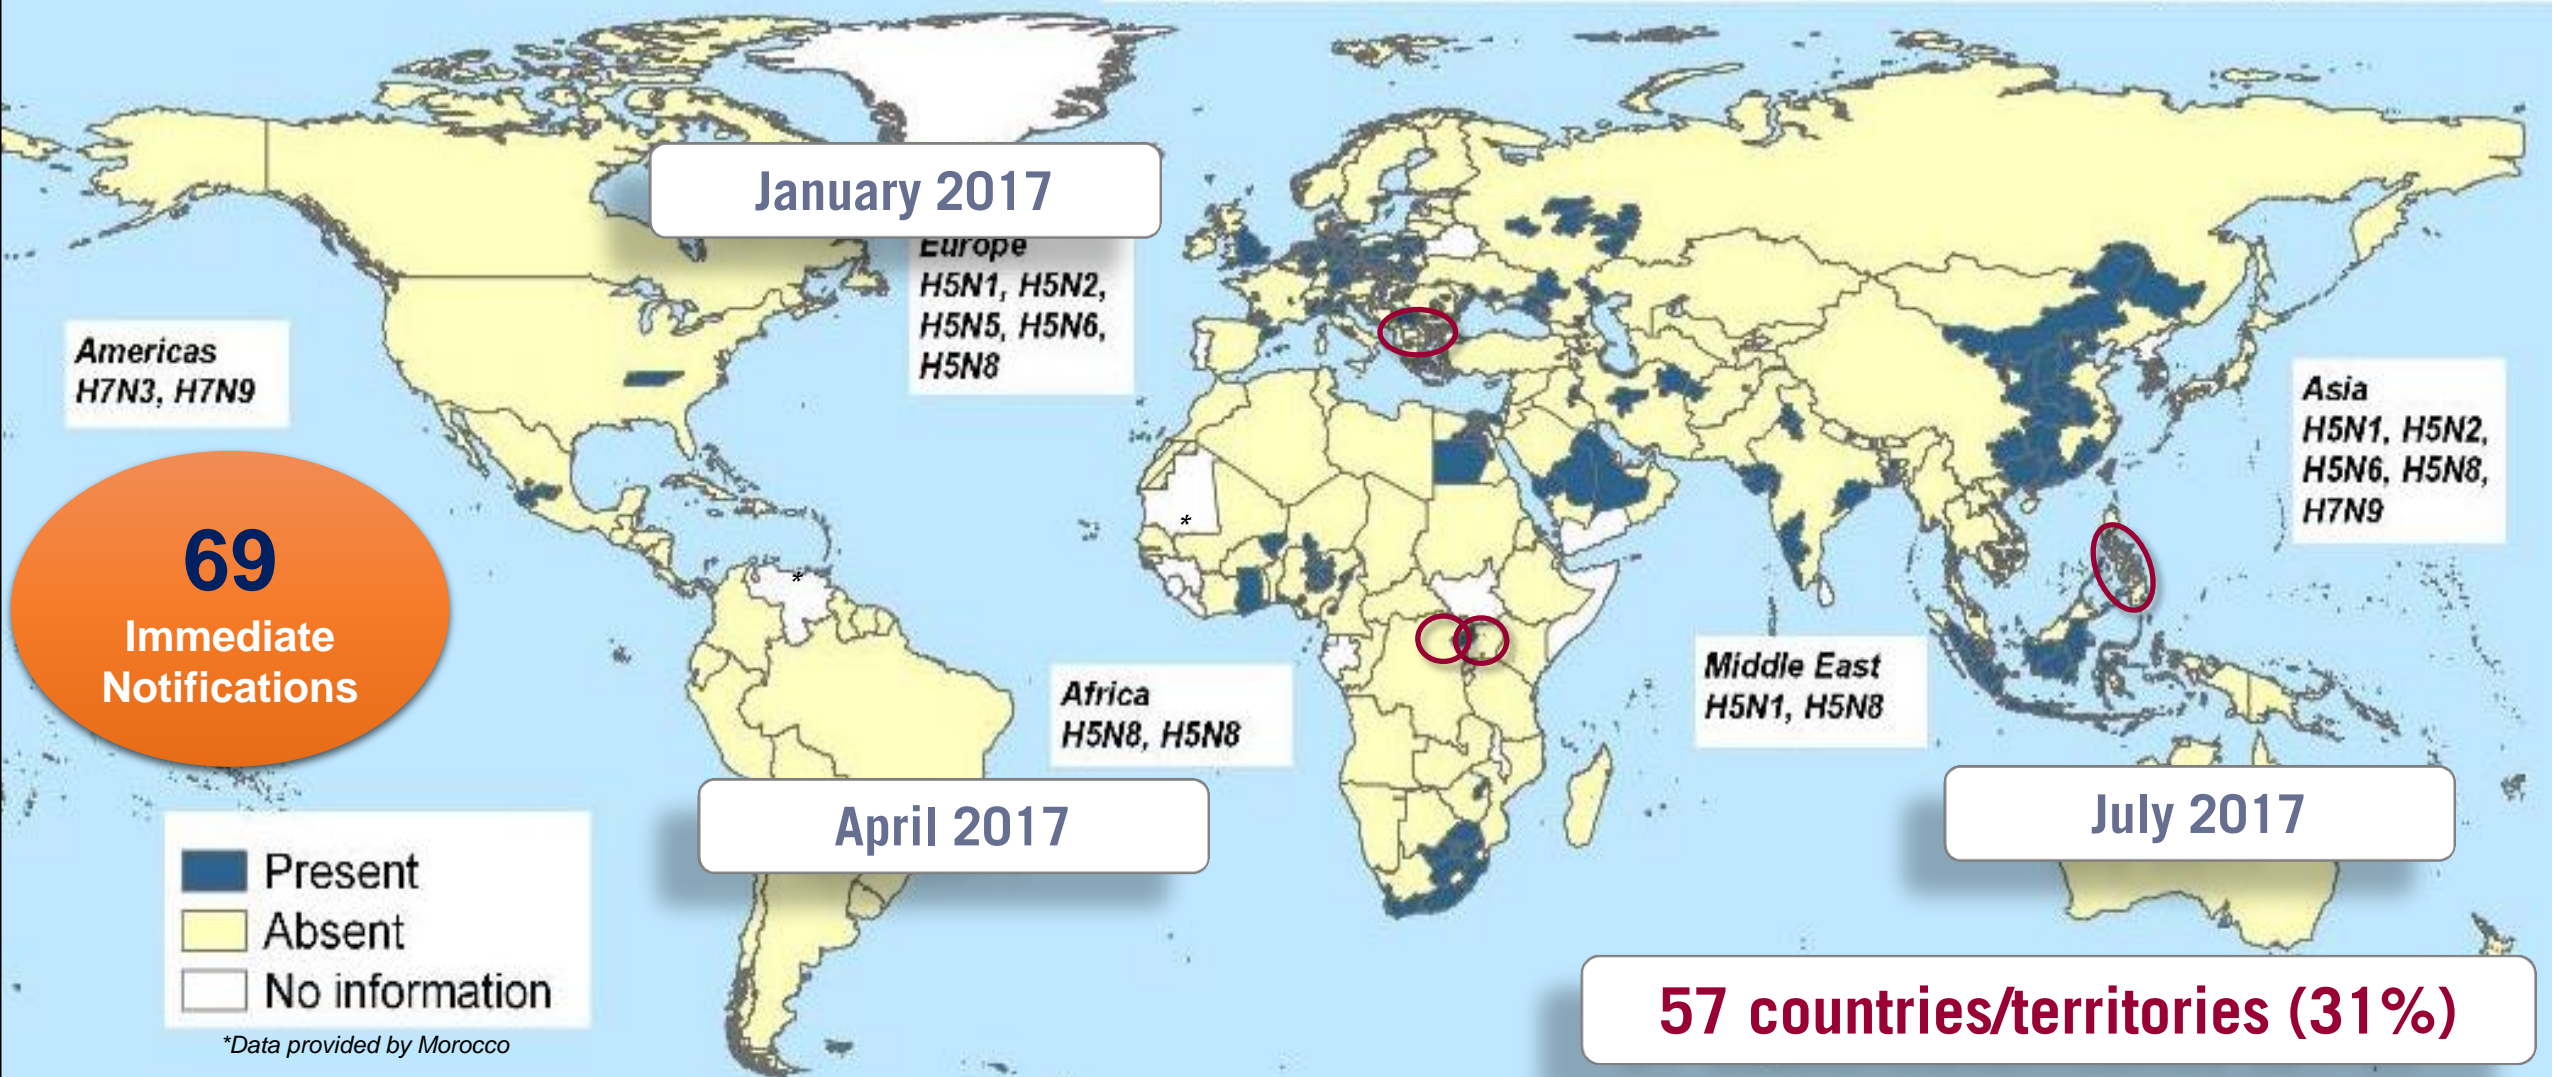 January 2017
Europe
H5N1, H5N2,
H5N5, H5N6,
H5N8
Americas
H7N3, H7N9
Asia
H5N1, H5N2,
H5N6, H5N8,
H7N9
69
Immediate
Notifications
*
*
Africa
H5N8, H5N8
Middle East
H5N1, H5N8
April 2017
July 2017
Present
Absent
No information
*Data provided by Morocco
57 countries/territories (31%)